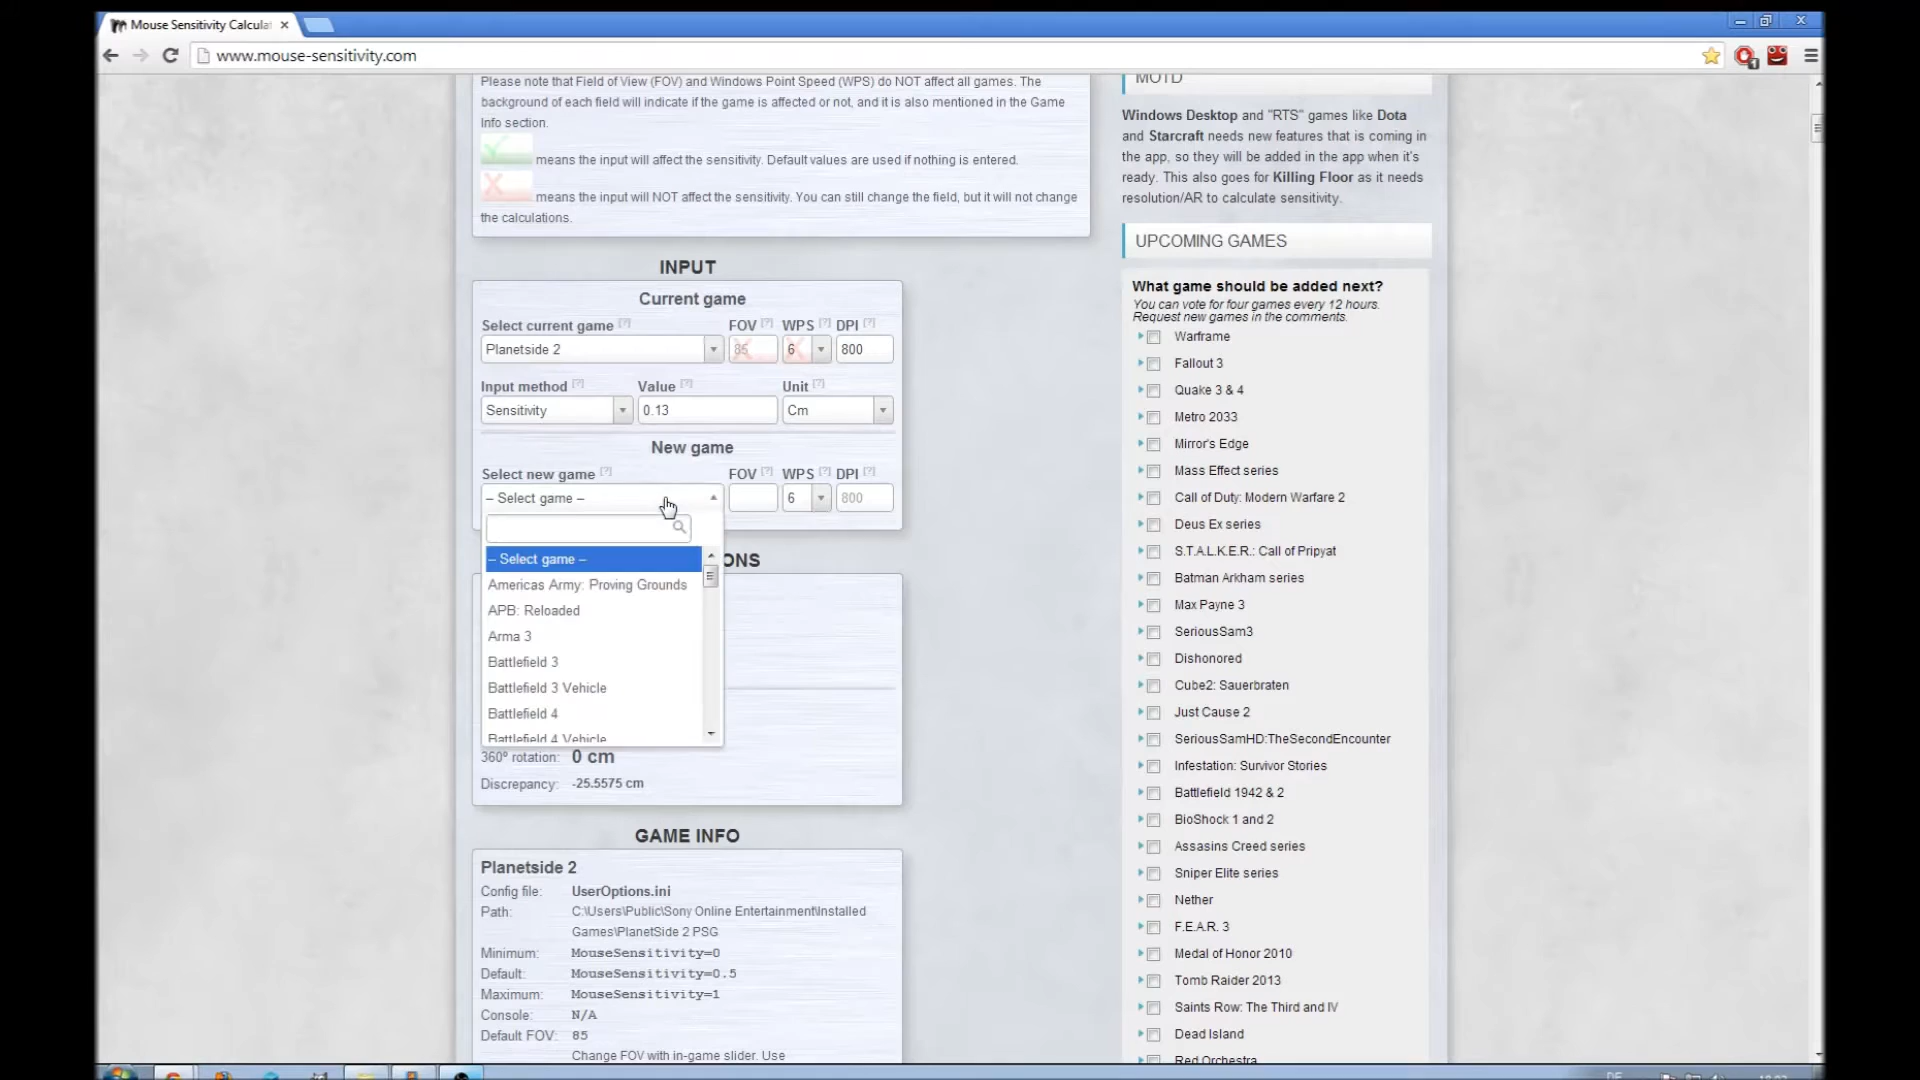 Mouse Sensitivity Calcula
www.mouse-sensitivity.com
Please note that Field of View (FOV) and Windows Point Speed (WPS) do NOT affect all games. The
background of each field will indicate if the game is affected or not, and it is also mentioned in the Game
Info section.
means the input will affect the sensitivity. Default values are used if nothing is entered.
means the input will NOT affect the sensitivity. You can still change the field, but it will not change
the calculations.
INPUT
Current game
Select current game [?] FOV [?] WPS [?] DPI [?]
Planetside 2 85 6 800
Input method [?] Value [?] Unit [?]
Sensitivity 0.13 Cm
New game
Select new game [?] FOV [?] WPS [?] DPI [?]
– Select game – 6 800
– Select game –
Americas Army: Proving Grounds
APB: Reloaded
Arma 3
Battlefield 3
Battlefield 3 Vehicle
Battlefield 4
Battlefield 4 Vehicle
ONS
360º rotation: 0 cm
Discrepancy: -25.5575 cm
GAME INFO
Planetside 2
Config file: UserOptions.ini
Path: C:\Users\Public\Sony Online Entertainment\Installed
Games\PlanetSide 2 PSG
Minimum: MouseSensitivity=0
Default: MouseSensitivity=0.5
Maximum: MouseSensitivity=1
Console: N/A
Default FOV: 85
Change FOV with in-game slider. Use
MOTD
Windows Desktop and "RTS" games like Dota
and Starcraft needs new features that is coming in
the app, so they will be added in the app when it's
ready. This also goes for Killing Floor as it needs
resolution/AR to calculate sensitivity.
UPCOMING GAMES
What game should be added next?
You can vote for four games every 12 hours.
Request new games in the comments.
Warframe
Fallout 3
Quake 3 & 4
Metro 2033
Mirror's Edge
Mass Effect series
Call of Duty: Modern Warfare 2
Deus Ex series
S.T.A.L.K.E.R.: Call of Pripyat
Batman Arkham series
Max Payne 3
SeriousSam3
Dishonored
Cube2: Sauerbraten
Just Cause 2
SeriousSamHD:TheSecondEncounter
Infestation: Survivor Stories
Battlefield 1942 & 2
BioShock 1 and 2
Assasins Creed series
Sniper Elite series
Nether
F.E.A.R. 3
Medal of Honor 2010
Tomb Raider 2013
Saints Row: The Third and IV
Dead Island
Red Orchestra